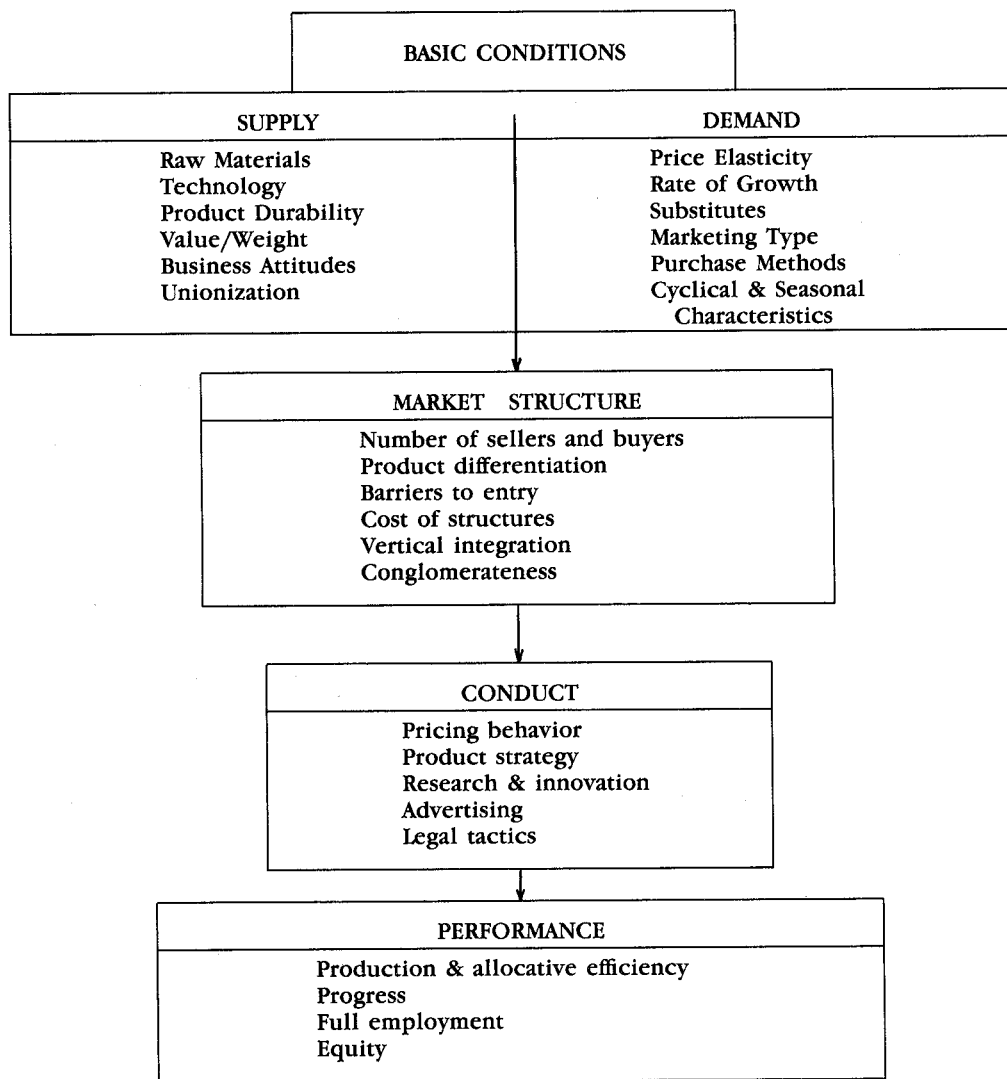 BASIC CONDITIONS
SUPPLY
Raw Materials
Technology
Product Durability
Value/Weight
Business Attitudes
Unionization
DEMAND
Price Elasticity
Rate of Growth
Substitutes
Marketing Type
Purchase Methods
Cyclical & Seasonal
Characteristics
MARKET STRUCTURE
Number of sellers and buyers
Product differentiation
Barriers to entry
Cost of structures
Vertical integration
Conglomerateness
CONDUCT
Pricing behavior
Product strategy
Research & innovation
Advertising
Legal tactics
PERFORMANCE
Production & allocative efficiency
Progress
Full employment
Equity